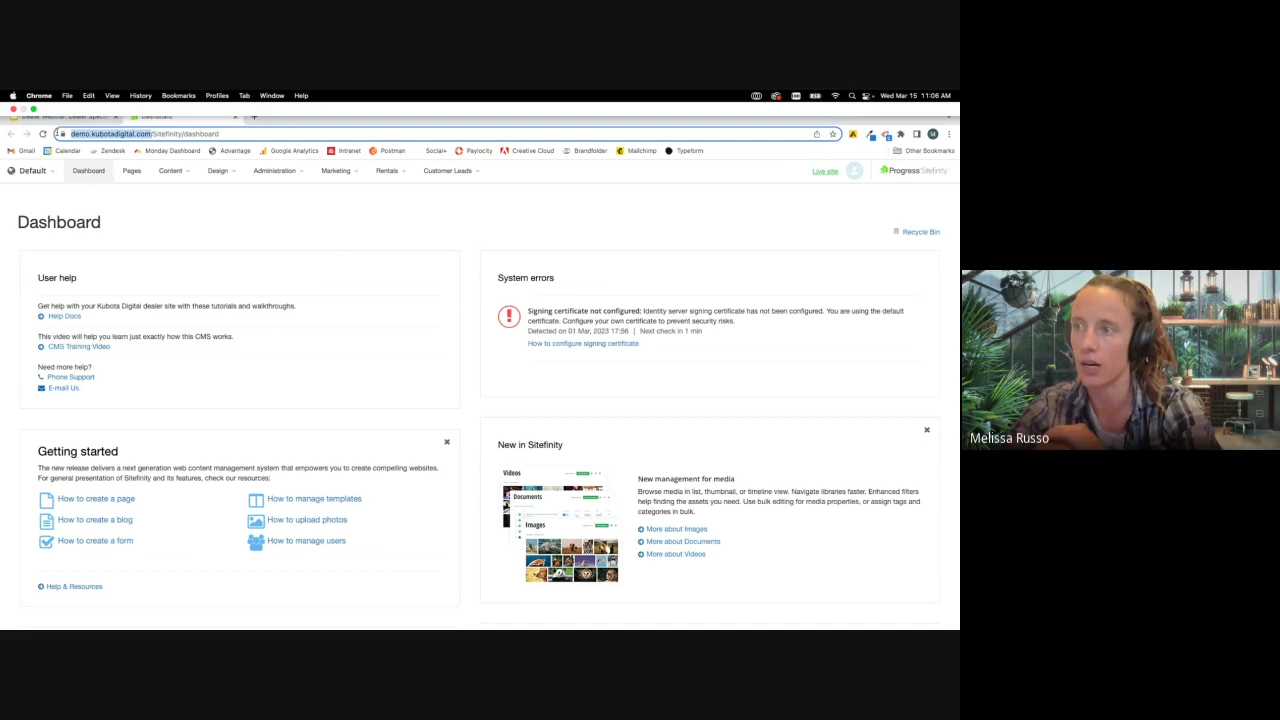 Chrome File Edit View History Bookmarks Profiles Tab Window Help Wed Mar 15 11:06 AM
Dashboard
demo.kubotadigital.com/Sitefinity/dashboard
Gmail Calendar Zendesk Monday Dashboard Advantage Google Analytics Intranet Postman Social+ Paylocity Creative Cloud Brandfolder Mailchimp Typeform Other Bookmarks
Default Dashboard Pages Content Design Administration Marketing Rentals Customer Leads Live site Progress Sitefinity
Dashboard
Recycle Bin
User help
Get help with your Kubota Digital dealer site with these tutorials and walkthroughs.
Help Docs
This video will help you learn just exactly how this CMS works.
CMS Training Video
Need more help?
Phone Support
E-mail Us
System errors
Signing certificate not configured: Identity server signing certificate has not been configured. You are using the default
certificate. Configure your own certificate to prevent security risks.
Detected on 01 Mar, 2023 17:56 | Next check in 1 min
How to configure signing certificate
Getting started
The new release delivers a next generation web content management system that empowers you to create compelling websites.
For general presentation of Sitefinity and its features, check our resources:
How to create a page How to manage templates
How to create a blog How to upload photos
How to create a form How to manage users
Help & Resources
New in Sitefinity
Videos
Documents
Images
New management for media
Browse media in list, thumbnail, or timeline view. Navigate libraries faster. Enhanced filters
help finding the assets you need. Use bulk editing for media properties, or assign tags and
categories in bulk.
More about Images
More about Documents
More about Videos
Melissa Russo